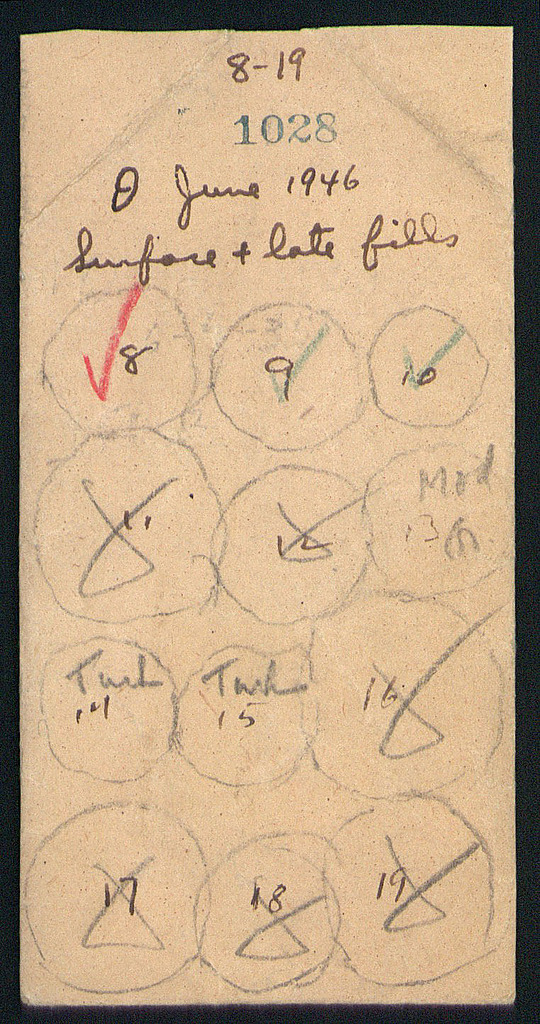 8-19
1028
θ June 1946
Surface + late fills
8 9 10
11 12 Mod
13
Turk Turk
14 15 16
17 18 19